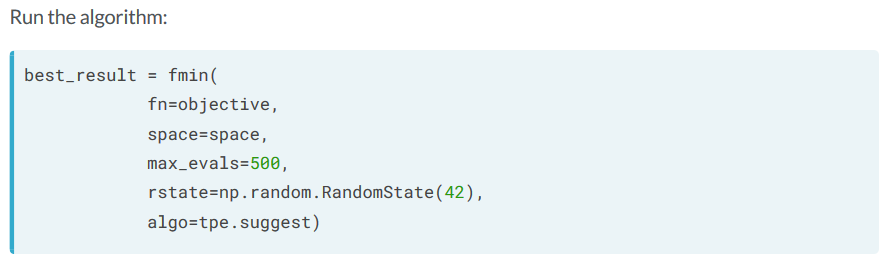 Run the algorithm:
best_result = fmin(
            fn=objective,
            space=space,
            max_evals=500,
            rstate=np.random.RandomState(42),
            algo=tpe.suggest)